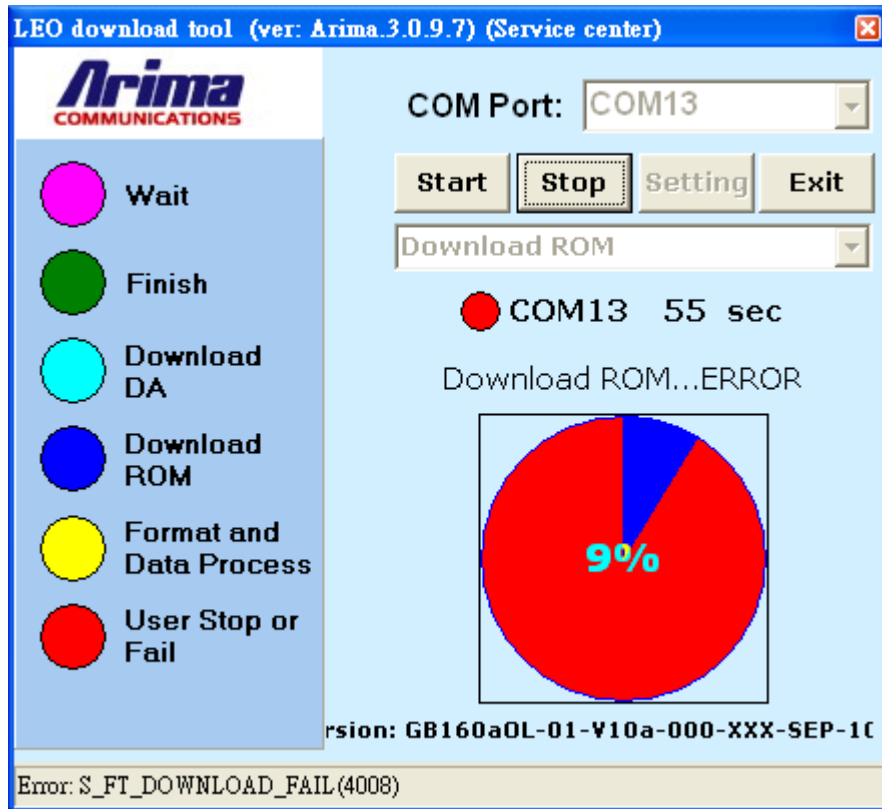 LEO download tool (ver: Arima.3.0.9.7) (Service center)
Arima
COMMUNICATIONS
COM Port: COM13
Start Stop Setting Exit
Download ROM
Wait
Finish
Download
DA
Download
ROM
Format and
Data Process
User Stop or
Fail
COM13 55 sec
Download ROM...ERROR
9%
rsion: GB160aOL-01-V10a-000-XXX-SEP-10
Error: S_FT_DOWNLOAD_FAIL(4008)